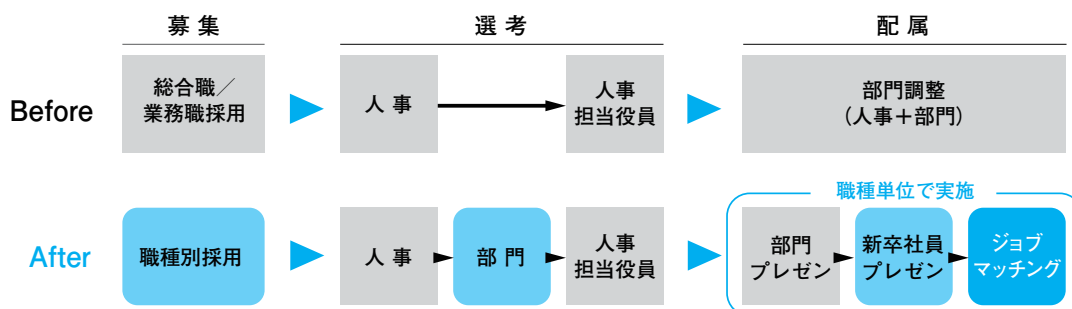 募集
選考
配属
Before
総合職／
業務職採用
人事
人事
担当役員
部門調整
（人事＋部門）
職種単位で実施
After
職種別採用
人事
部門
人事
担当役員
部門
プレゼン
新卒社員
プレゼン
ジョブ
マッチング